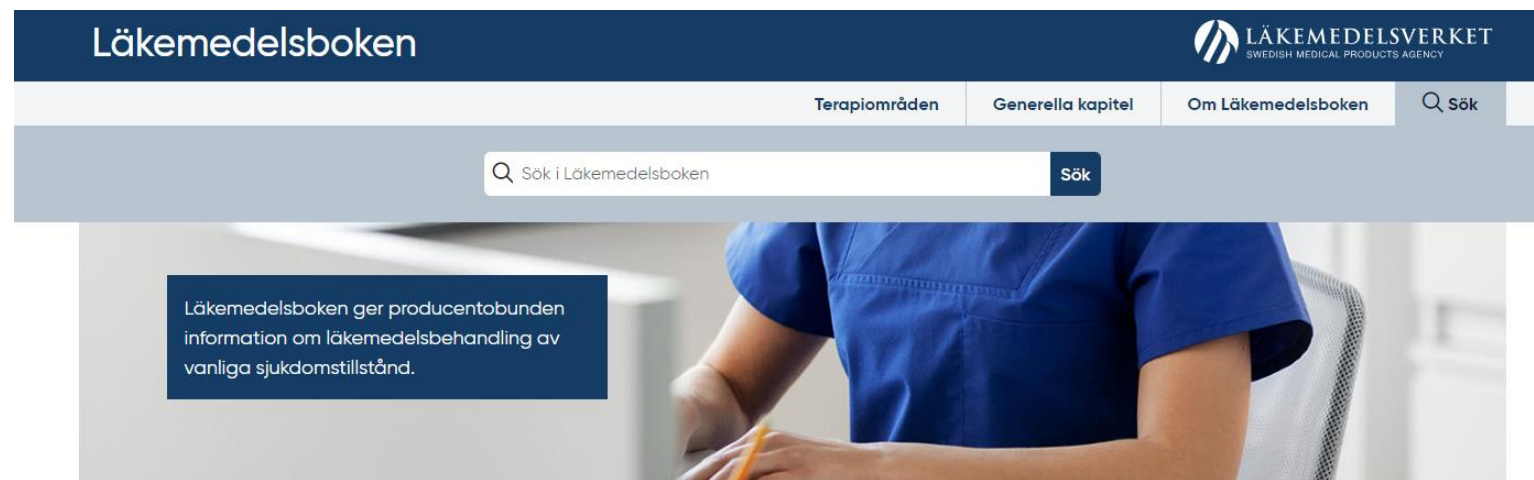 Läkemedelsboken
LÄKEMEDELSVERKET
SWEDISH MEDICAL PRODUCTS AGENCY
Terapiområden
Generella kapitel
Om Läkemedelsboken
Sök
Sök i Läkemedelsboken
Sök
Läkemedelsboken ger producentobunden
information om läkemedelsbehandling av
vanliga sjukdomstillstånd.